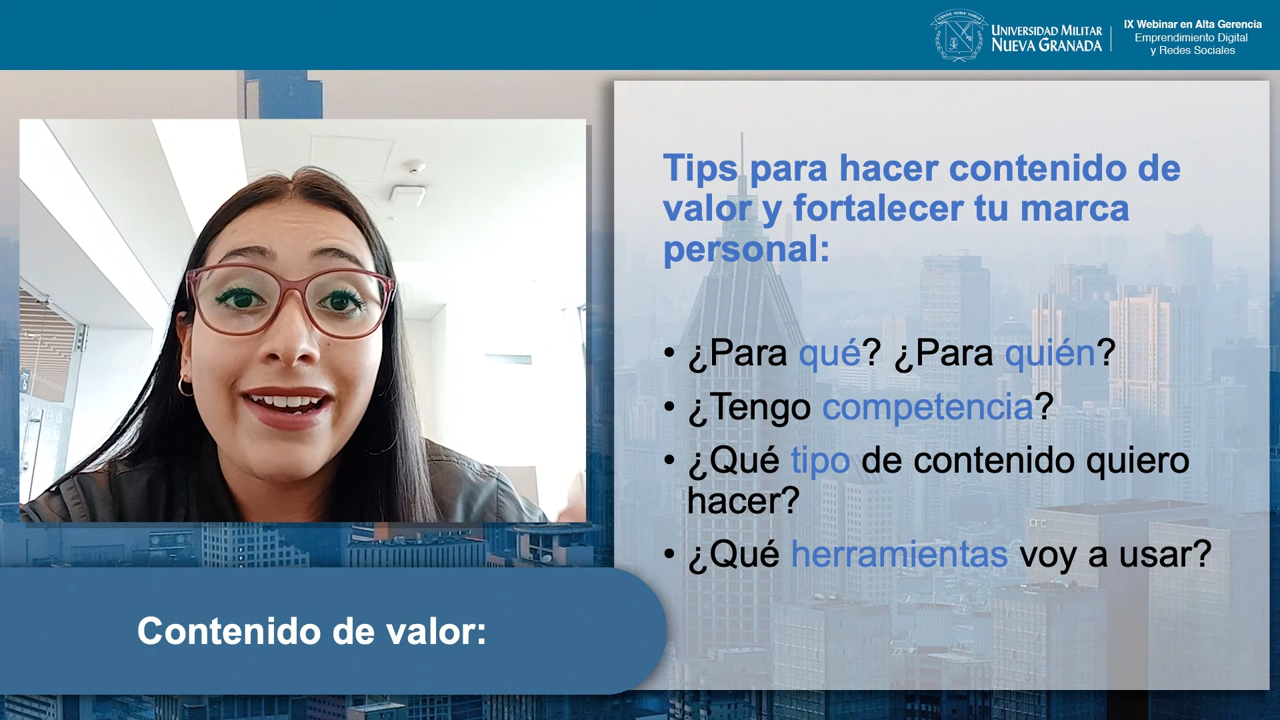 UNIVERSIDAD MILITAR
NUEVA GRANADA
IX Webinar en Alta Gerencia
Emprendimiento Digital
y Redes Sociales
Tips para hacer contenido de
valor y fortalecer tu marca
personal:
• ¿Para qué? ¿Para quién?
• ¿Tengo competencia?
• ¿Qué tipo de contenido quiero
hacer?
• ¿Qué herramientas voy a usar?
Contenido de valor: